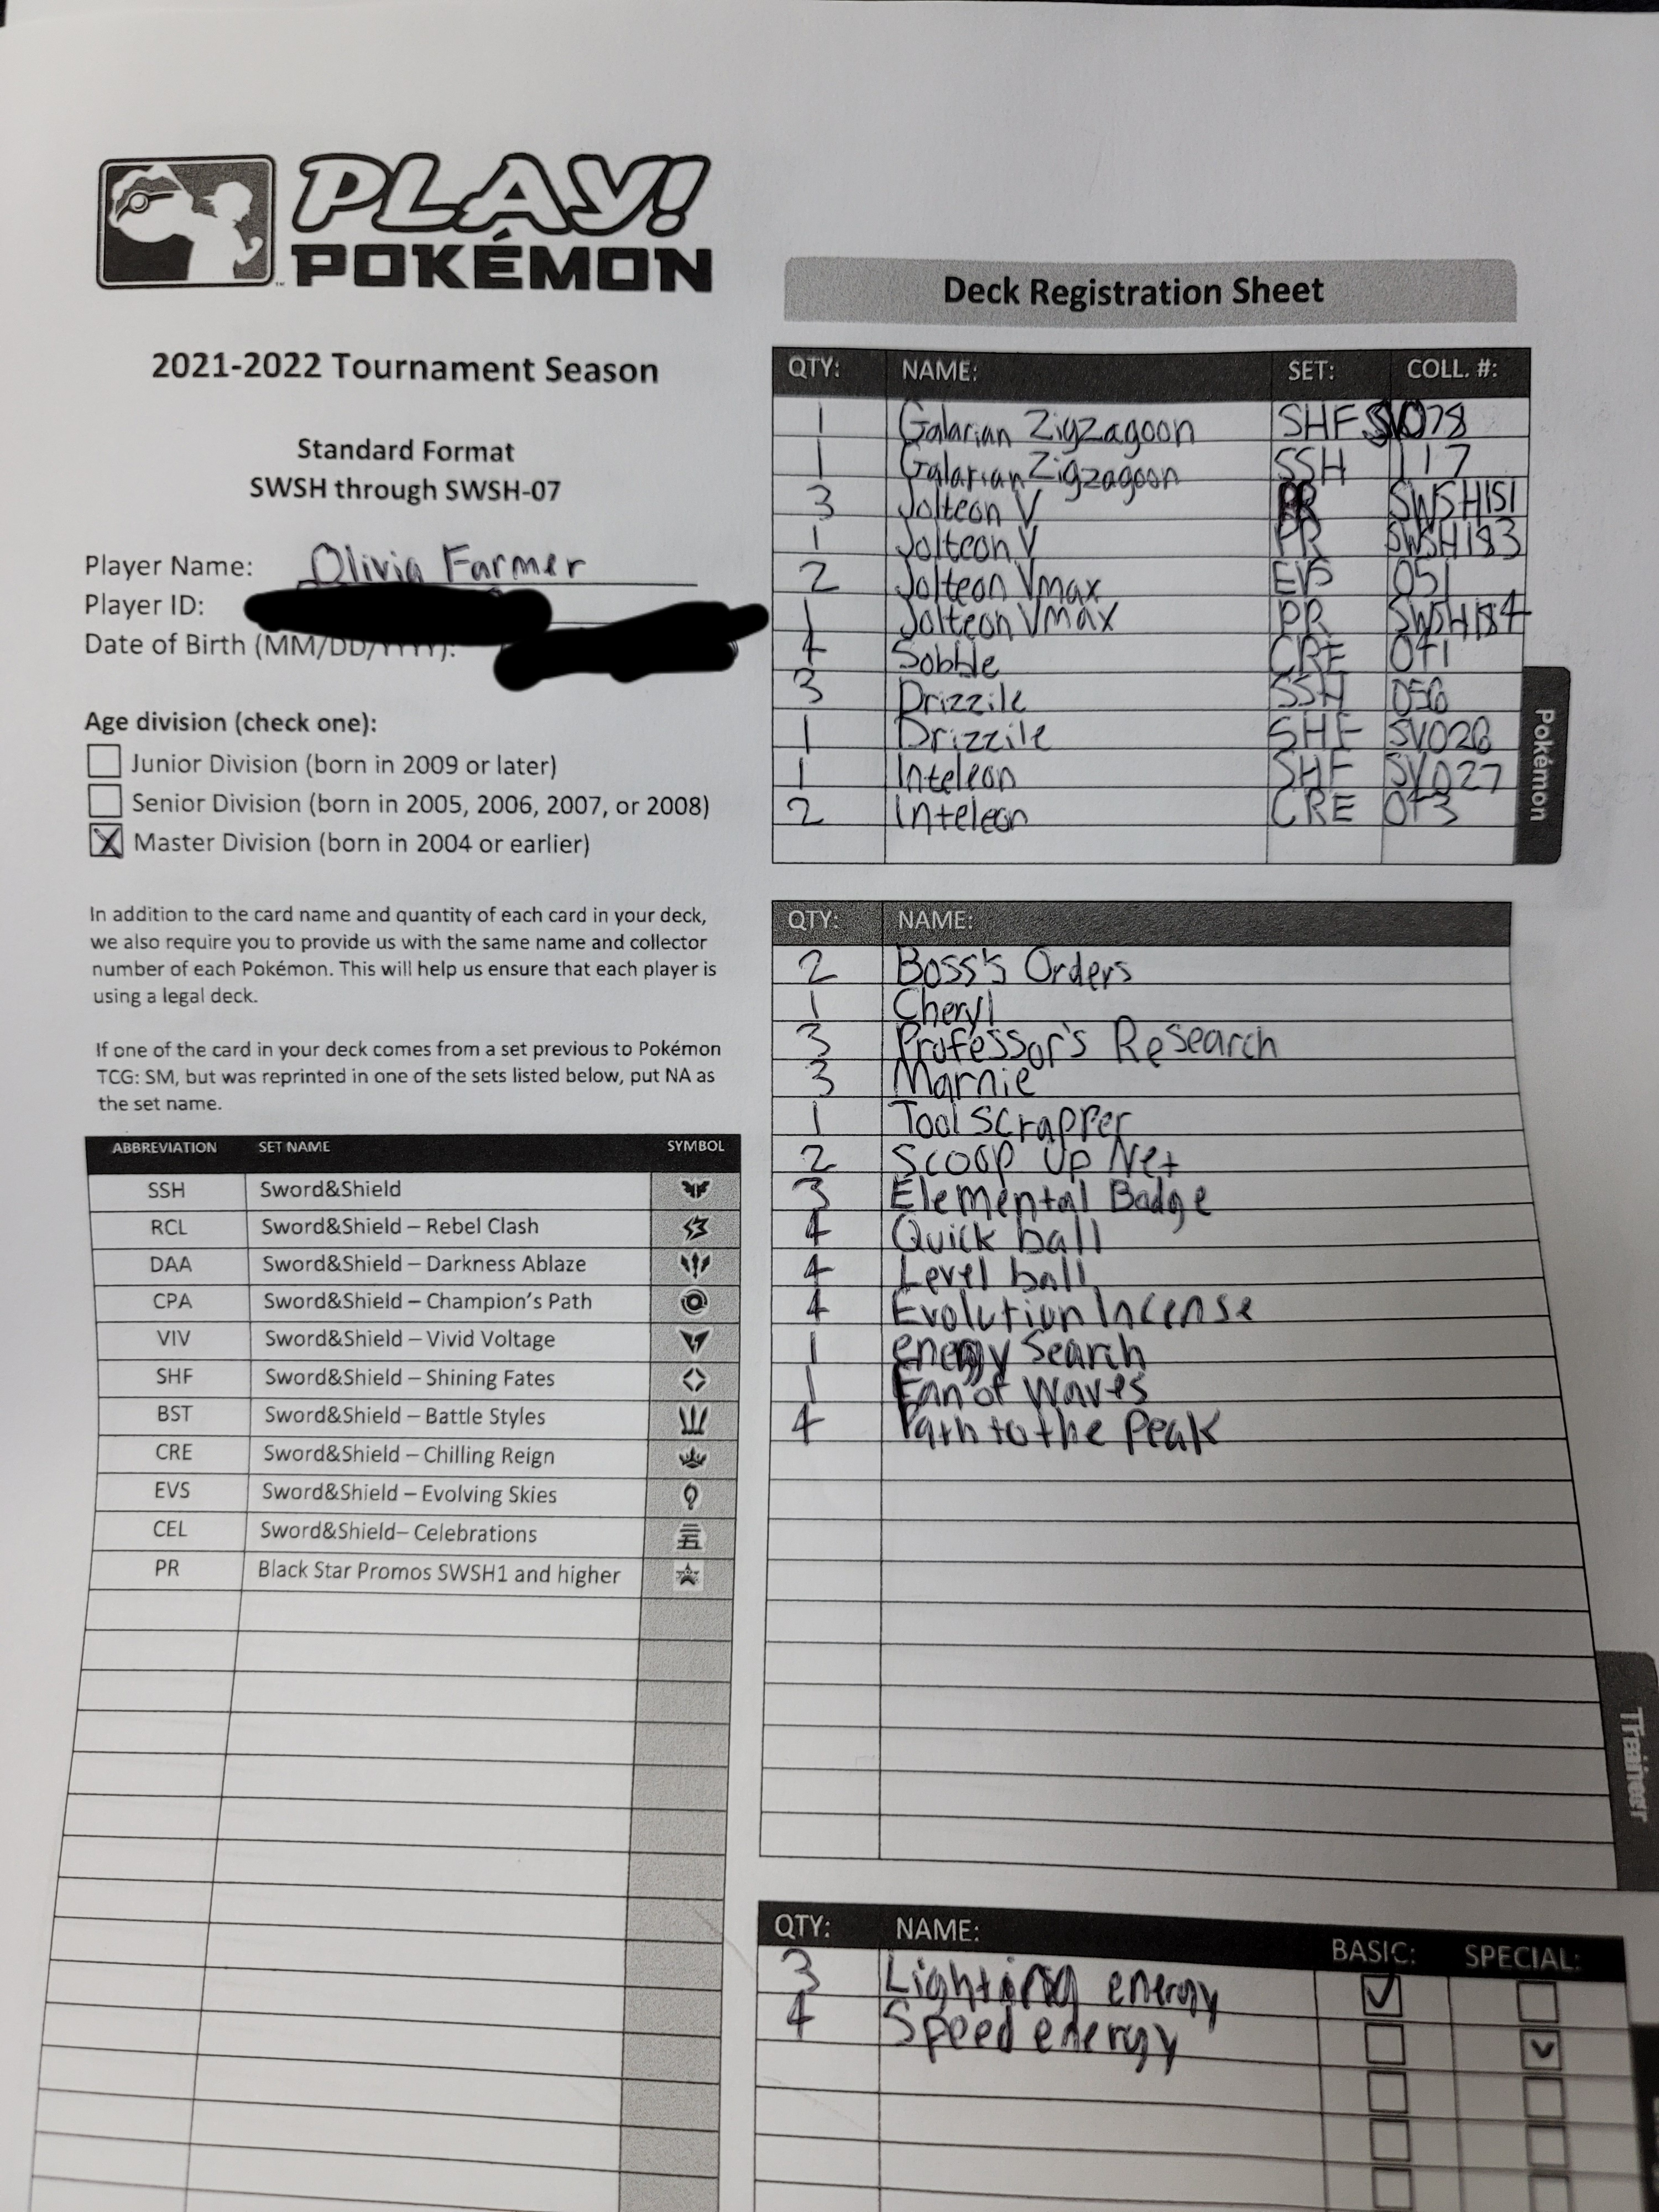 PLAY!
POKÉMON
2021-2022 Tournament Season
Standard Format
SWSH through SWSH-07
Player Name: Olivia Farmer
Player ID:
Date of Birth (MM/DD/YYYY):
Age division (check one):
Junior Division (born in 2009 or later)
Senior Division (born in 2005, 2006, 2007, or 2008)
X Master Division (born in 2004 or earlier)
In addition to the card name and quantity of each card in your deck,
we also require you to provide us with the same name and collector
number of each Pokémon. This will help us ensure that each player is
using a legal deck.
If one of the card in your deck comes from a set previous to Pokémon
TCG: SM, but was reprinted in one of the sets listed below, put NA as
the set name.
ABBREVIATION SET NAME SYMBOL
SSH Sword&Shield
RCL Sword&Shield – Rebel Clash
DAA Sword&Shield – Darkness Ablaze
CPA Sword&Shield – Champion's Path
VIV Sword&Shield – Vivid Voltage
SHF Sword&Shield – Shining Fates
BST Sword&Shield – Battle Styles
CRE Sword&Shield – Chilling Reign
EVS Sword&Shield – Evolving Skies
CEL Sword&Shield– Celebrations
PR Black Star Promos SWSH1 and higher
Deck Registration Sheet
QTY: NAME: SET: COLL. #:
1 Galarian Zigzagoon SHF SV078
1 Galarian Zigzagoon SSH 117
3 Jolteon V PR SWSH151
1 Jolteon V PR SWSH183
2 Jolteon Vmax EVS 051
1 Jolteon Vmax PR SWSH184
4 Sobble CRE 041
3 Drizzile SSH 056
1 Drizzile SHF SV026
1 Inteleon SHF SV027
2 Inteleon CRE 043
Pokémon
QTY: NAME:
2 Boss's Orders
1 Cheryl
3 Professor's Research
3 Marnie
1 Tool Scrapper
2 Scoop Up Net
3 Elemental Badge
4 Quick ball
4 Level ball
4 Evolution Incense
1 energy Search
1 Fan of Waves
4 Path to the Peak
Trainer
QTY: NAME: BASIC: SPECIAL:
3 Lighting energy
4 Speed energy